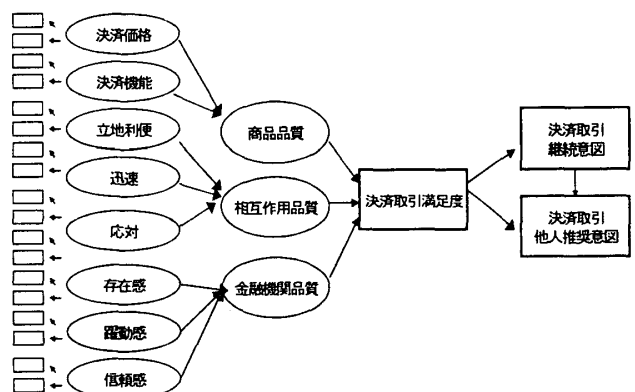 決済価格
決済機能
立地利便
迅速
応対
存在感
躍動感
信頼感
商品品質
相互作用品質
金融機関品質
決済取引満足度
決済取引
継続意図
決済取引
他人推奨意図